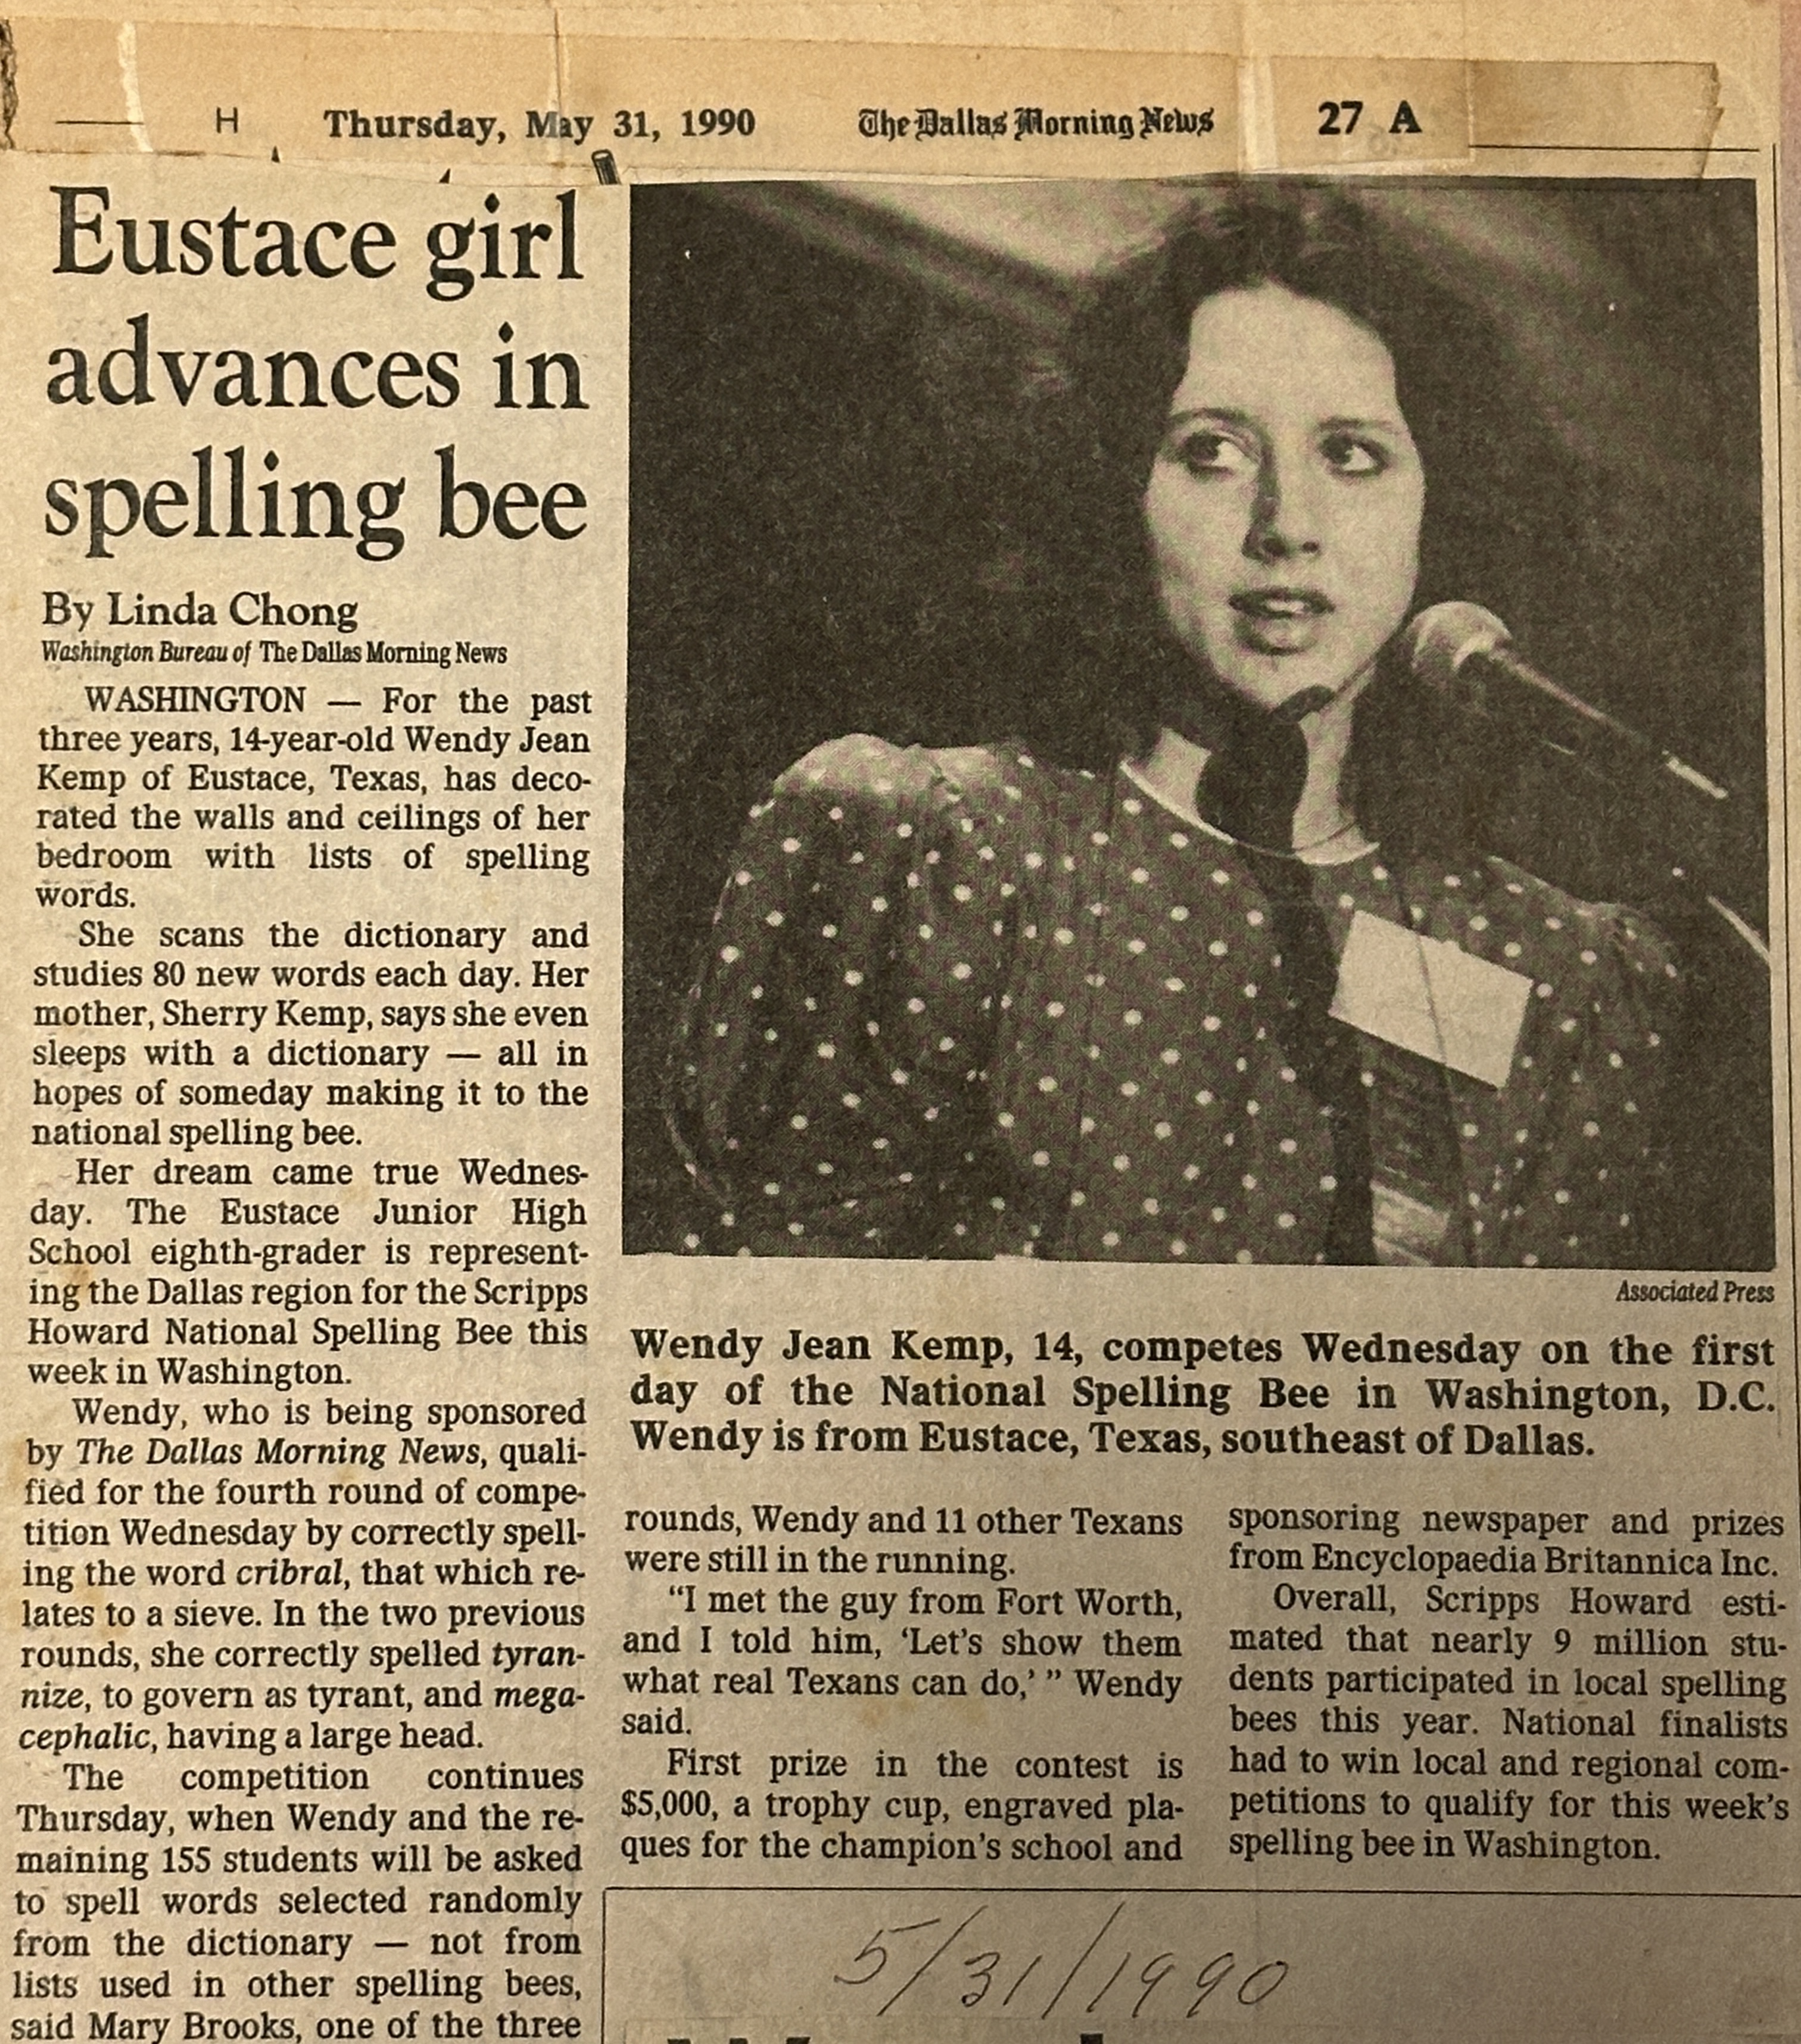 H Thursday, May 31, 1990 The Dallas Morning News 27 A
Eustace girl
advances in
spelling bee
By Linda Chong
Washington Bureau of The Dallas Morning News
WASHINGTON — For the past
three years, 14-year-old Wendy Jean
Kemp of Eustace, Texas, has deco-
rated the walls and ceilings of her
bedroom with lists of spelling
words.
She scans the dictionary and
studies 80 new words each day. Her
mother, Sherry Kemp, says she even
sleeps with a dictionary — all in
hopes of someday making it to the
national spelling bee.
Her dream came true Wednes-
day. The Eustace Junior High
School eighth-grader is represent-
ing the Dallas region for the Scripps
Howard National Spelling Bee this
week in Washington.
Wendy, who is being sponsored
by The Dallas Morning News, quali-
fied for the fourth round of compe-
tition Wednesday by correctly spell-
ing the word cribral, that which re-
lates to a sieve. In the two previous
rounds, she correctly spelled tyran-
nize, to govern as tyrant, and mega-
cephalic, having a large head.
The competition continues
Thursday, when Wendy and the re-
maining 155 students will be asked
to spell words selected randomly
from the dictionary — not from
lists used in other spelling bees,
said Mary Brooks, one of the three
Associated Press
Wendy Jean Kemp, 14, competes Wednesday on the first
day of the National Spelling Bee in Washington, D.C.
Wendy is from Eustace, Texas, southeast of Dallas.
rounds, Wendy and 11 other Texans
were still in the running.
“I met the guy from Fort Worth,
and I told him, ‘Let’s show them
what real Texans can do,’ ” Wendy
said.
First prize in the contest is
$5,000, a trophy cup, engraved pla-
ques for the champion’s school and
sponsoring newspaper and prizes
from Encyclopaedia Britannica Inc.
Overall, Scripps Howard esti-
mated that nearly 9 million stu-
dents participated in local spelling
bees this year. National finalists
had to win local and regional com-
petitions to qualify for this week’s
spelling bee in Washington.
5/31/1990